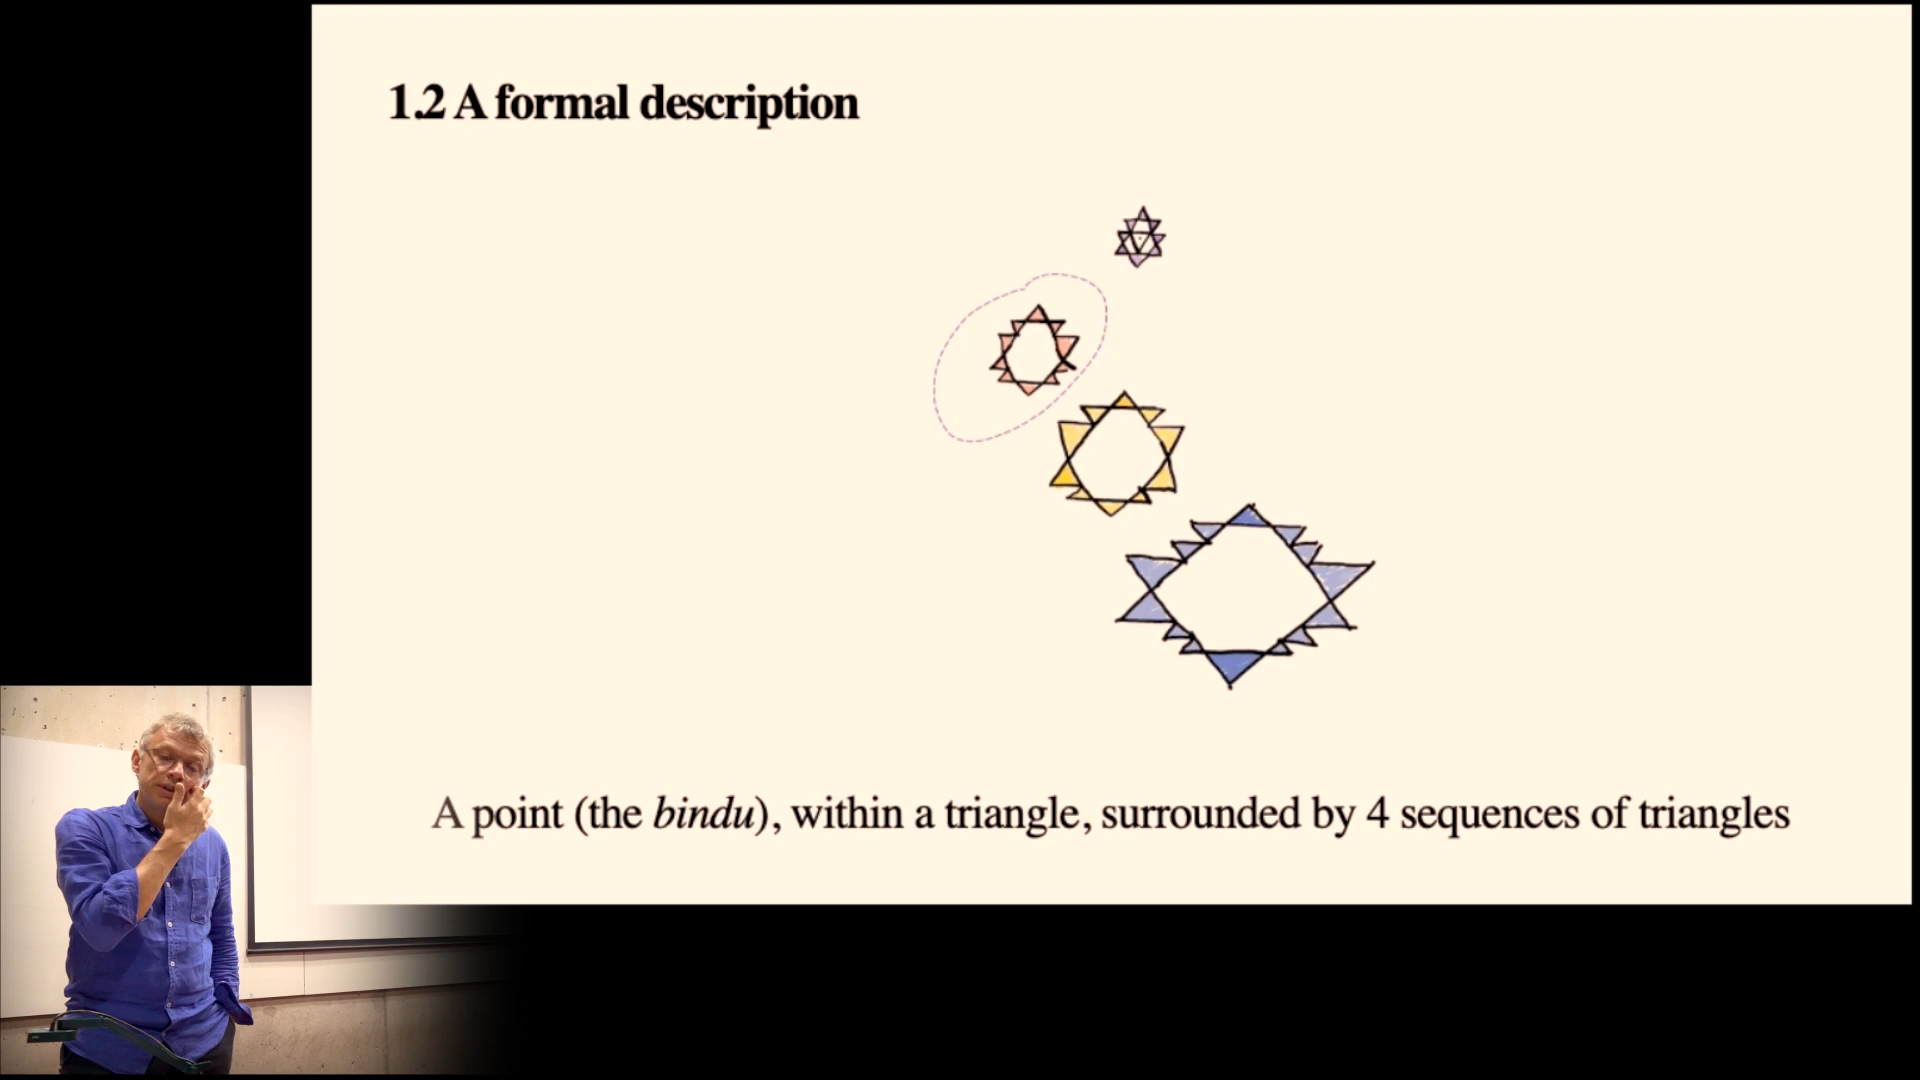 1.2 A formal description
A point (the bindu), within a triangle, surrounded by 4 sequences of triangles